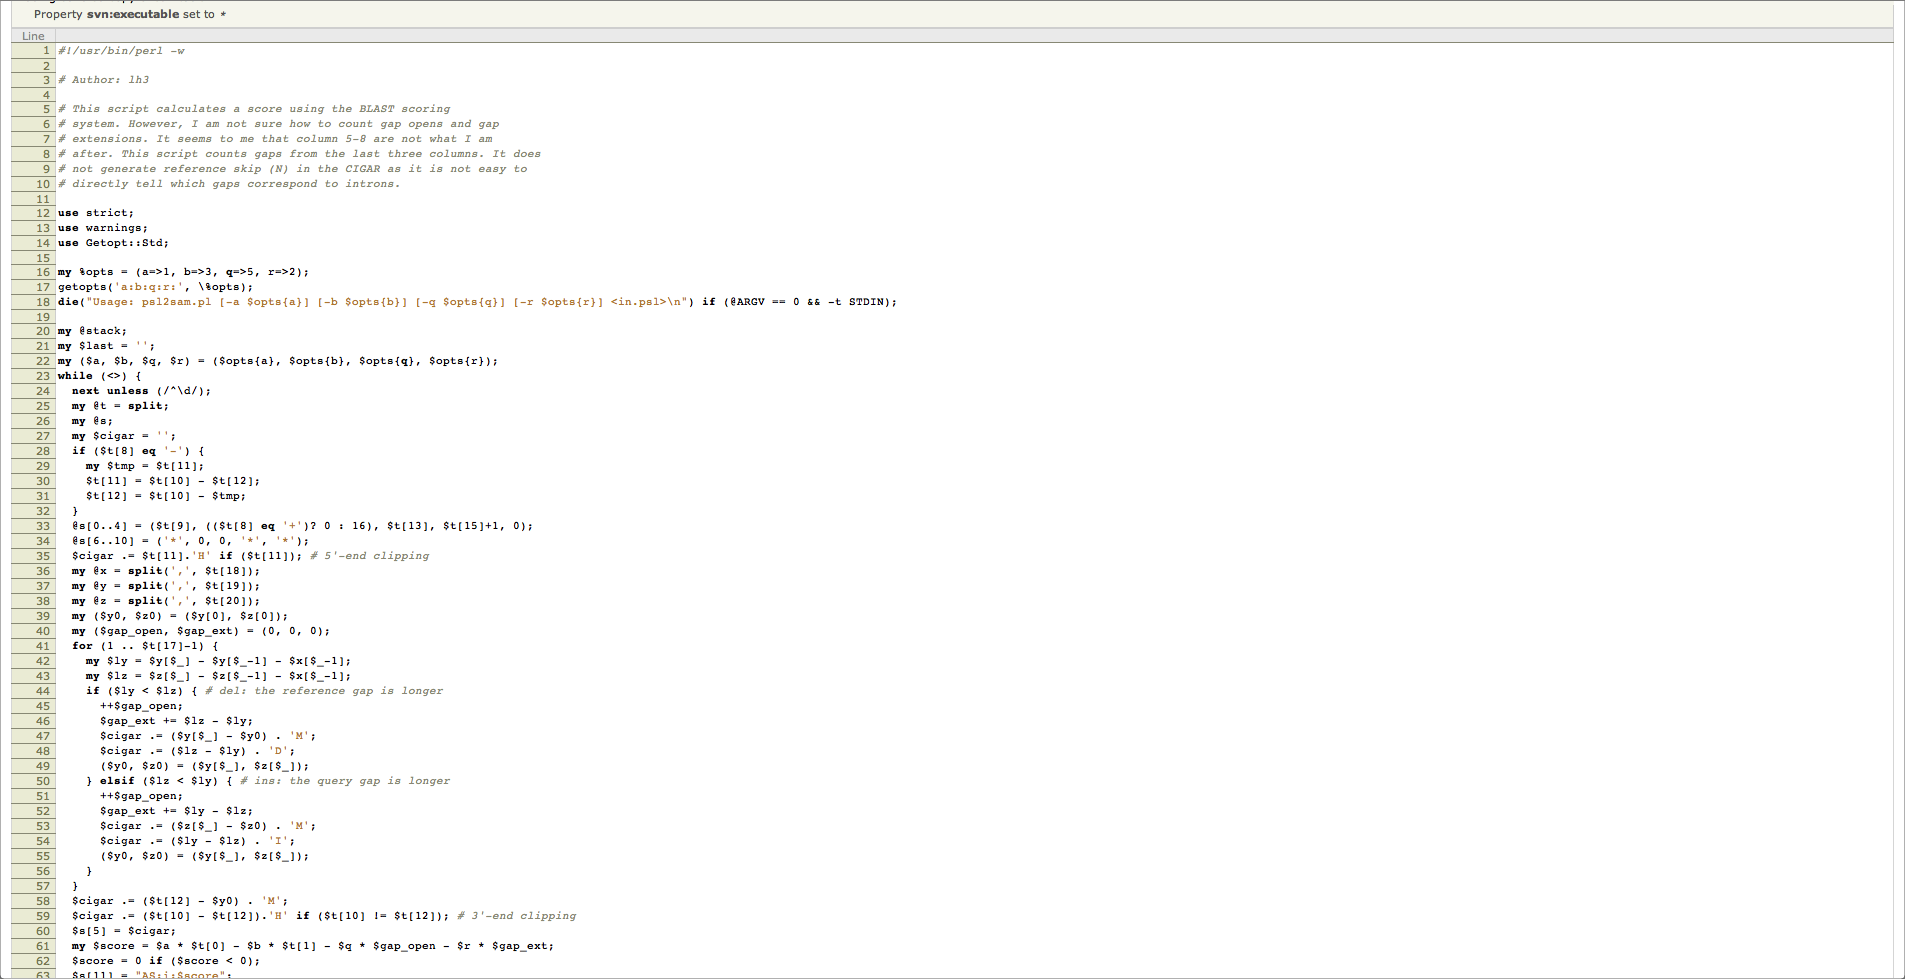 Property svn:executable set to *
Line
1 #!/usr/bin/perl -w
2
3 # Author: lh3
4
5 # This script calculates a score using the BLAST scoring
6 # system. However, I am not sure how to count gap opens and gap
7 # extensions. It seems to me that column 5-8 are not what I am
8 # after. This script counts gaps from the last three columns. It does
9 # not generate reference skip (N) in the CIGAR as it is not easy to
10 # directly tell which gaps correspond to introns.
11
12 use strict;
13 use warnings;
14 use Getopt::Std;
15
16 my %opts = (a=>1, b=>3, q=>5, r=>2);
17 getopts('a:b:q:r:', \%opts);
18 die("Usage: psl2sam.pl [-a $opts{a}] [-b $opts{b}] [-q $opts{q}] [-r $opts{r}] <in.psl>\n") if (@ARGV == 0 && -t STDIN);
19
20 my @stack;
21 my $last = '';
22 my ($a, $b, $q, $r) = ($opts{a}, $opts{b}, $opts{q}, $opts{r});
23 while (<>) {
24   next unless (/^\d/);
25   my @t = split;
26   my @s;
27   my $cigar = '';
28   if ($t[8] eq '-') {
29     my $tmp = $t[11];
30     $t[11] = $t[10] - $t[12];
31     $t[12] = $t[10] - $tmp;
32   }
33   @s[0..4] = ($t[9], (($t[8] eq '+')? 0 : 16), $t[13], $t[15]+1, 0);
34   @s[6..10] = ('*', 0, 0, '*', '*');
35   $cigar .= $t[11].'H' if ($t[11]); # 5'-end clipping
36   my @x = split(',', $t[18]);
37   my @y = split(',', $t[19]);
38   my @z = split(',', $t[20]);
39   my ($y0, $z0) = ($y[0], $z[0]);
40   my ($gap_open, $gap_ext) = (0, 0, 0);
41   for (1 .. $t[17]-1) {
42     my $ly = $y[$_] - $y[$_-1] - $x[$_-1];
43     my $lz = $z[$_] - $z[$_-1] - $x[$_-1];
44     if ($ly < $lz) { # del: the reference gap is longer
45       ++$gap_open;
46       $gap_ext += $lz - $ly;
47       $cigar .= ($y[$_] - $y0) . 'M';
48       $cigar .= ($lz - $ly) . 'D';
49       ($y0, $z0) = ($y[$_], $z[$_]);
50     } elsif ($lz < $ly) { # ins: the query gap is longer
51       ++$gap_open;
52       $gap_ext += $ly - $lz;
53       $cigar .= ($z[$_] - $z0) . 'M';
54       $cigar .= ($ly - $lz) . 'I';
55       ($y0, $z0) = ($y[$_], $z[$_]);
56     }
57   }
58   $cigar .= ($t[12] - $y0) . 'M';
59   $cigar .= ($t[10] - $t[12]).'H' if ($t[10] != $t[12]); # 3'-end clipping
60   $s[5] = $cigar;
61   my $score = $a * $t[0] - $b * $t[1] - $q * $gap_open - $r * $gap_ext;
62   $score = 0 if ($score < 0);
63   $s[11] = "AS:i:$score";